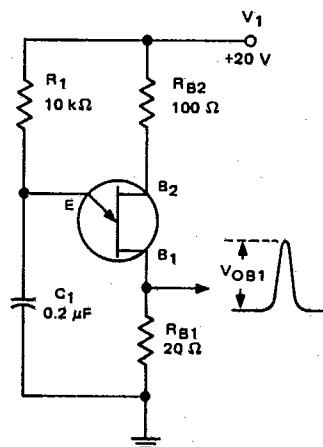 V1
+20 V
R1
10 kΩ
RB2
100 Ω
E
B2
B1
VOB1
C1
0.2 µF
RB1
20 Ω